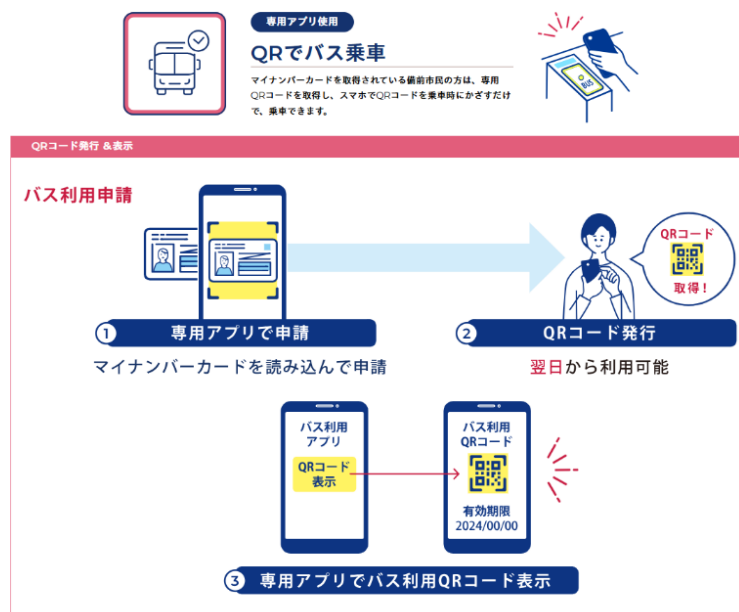 専用アプリ使用
QRでバス乗車
マイナンバーカードを取得されている備前市民の方は、専用
QRコードを取得し、スマホでQRコードを乗車時にかざすだけ
で、乗車できます。
BUS
QRコード発行 &表示
バス利用申請
QRコード
取得！
① 専用アプリで申請
マイナンバーカードを読み込んで申請
② QRコード発行
翌日から利用可能
バス利用
アプリ
QRコード
表示
バス利用
QRコード
有効期限
2024/00/00
③ 専用アプリでバス利用QRコード表示